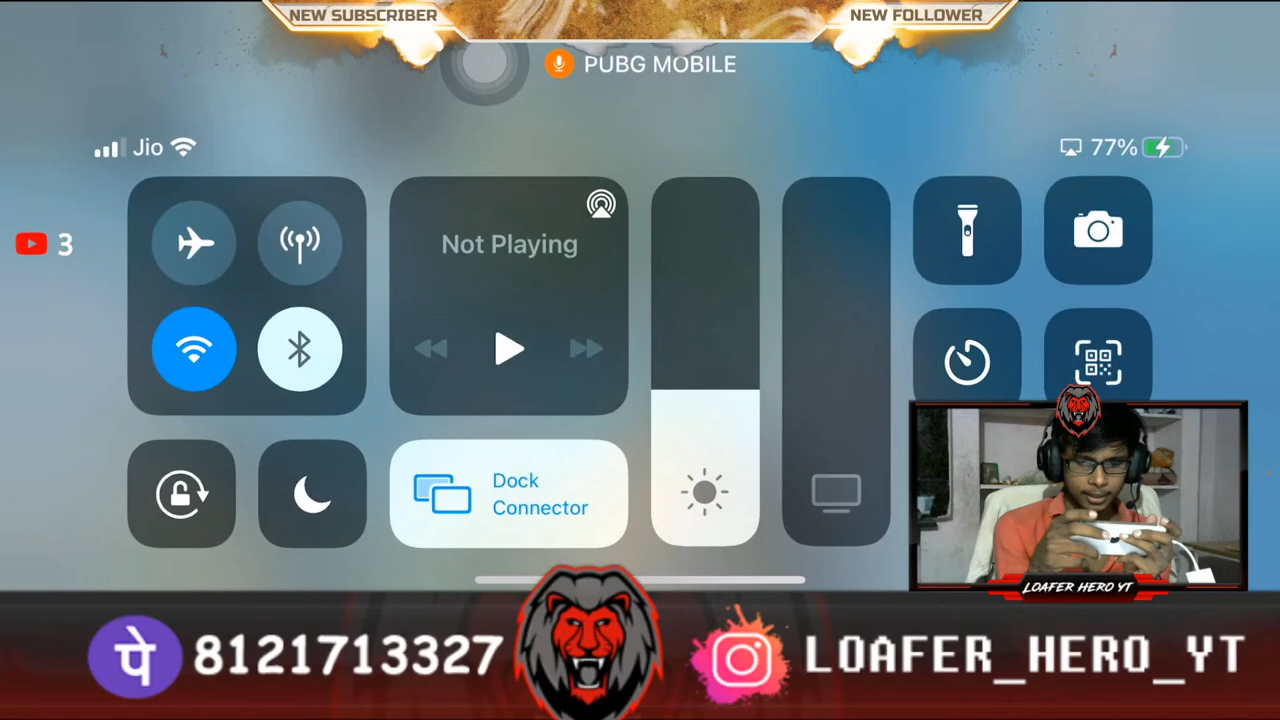 NEW SUBSCRIBER
NEW FOLLOWER
PUBG MOBILE
Jio
77%
3
Not Playing
Dock
Connector
LOAFER HERO YT
पे 8121713327
LOAFER_HERO_YT